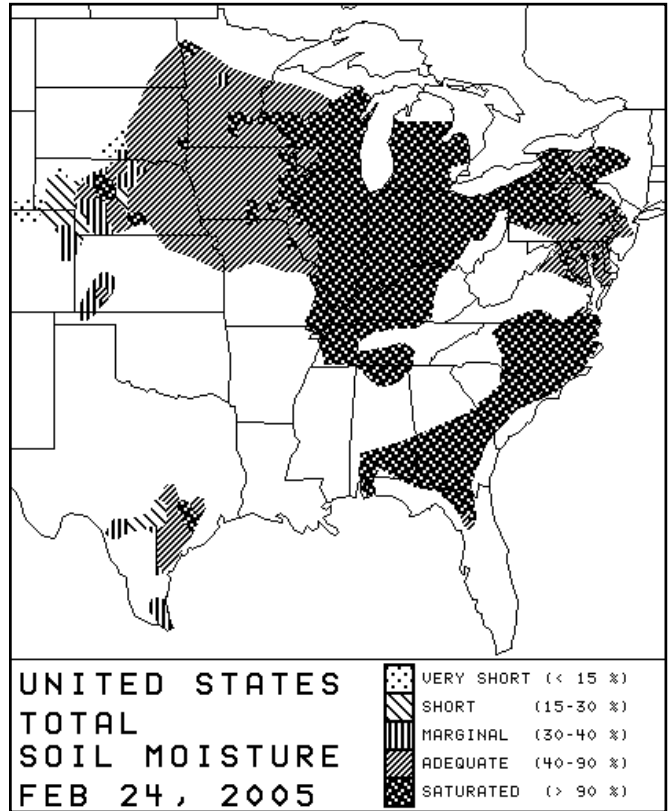 UNITED STATES
TOTAL
SOIL MOISTURE
FEB 24, 2005
VERY SHORT (< 15 %)
SHORT (15-30 %)
MARGINAL (30-40 %)
ADEQUATE (40-90 %)
SATURATED (> 90 %)